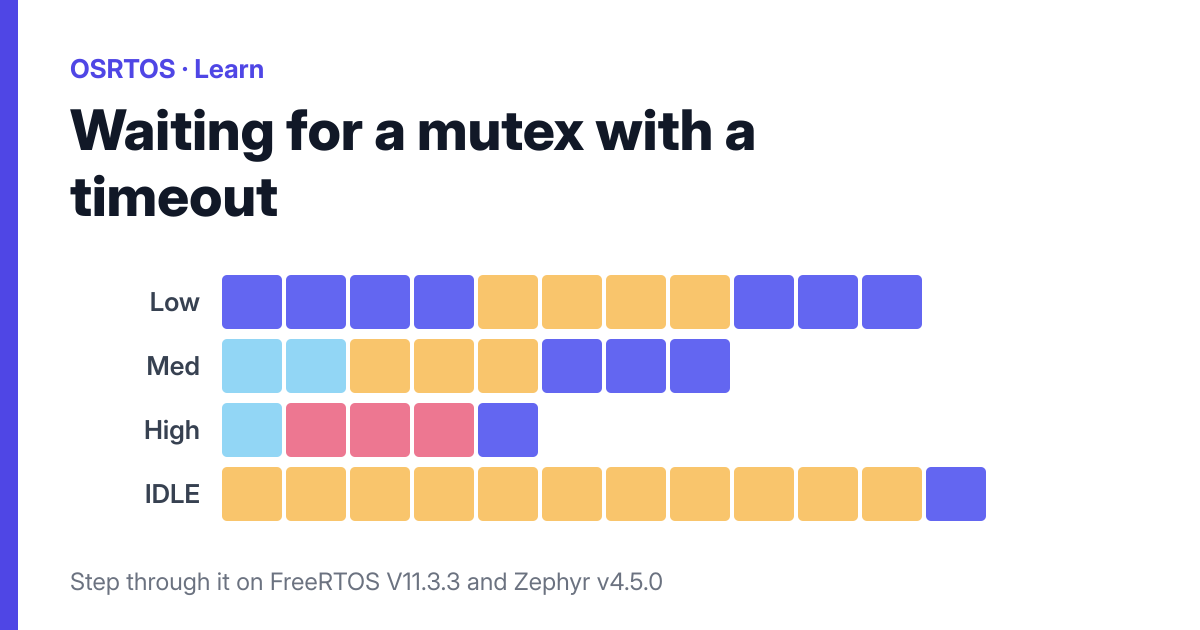 OSRTOS · Learn
Waiting for a mutex with a
timeout
Low
Med
High
IDLE
Step through it on FreeRTOS V11.3.3 and Zephyr v4.5.0